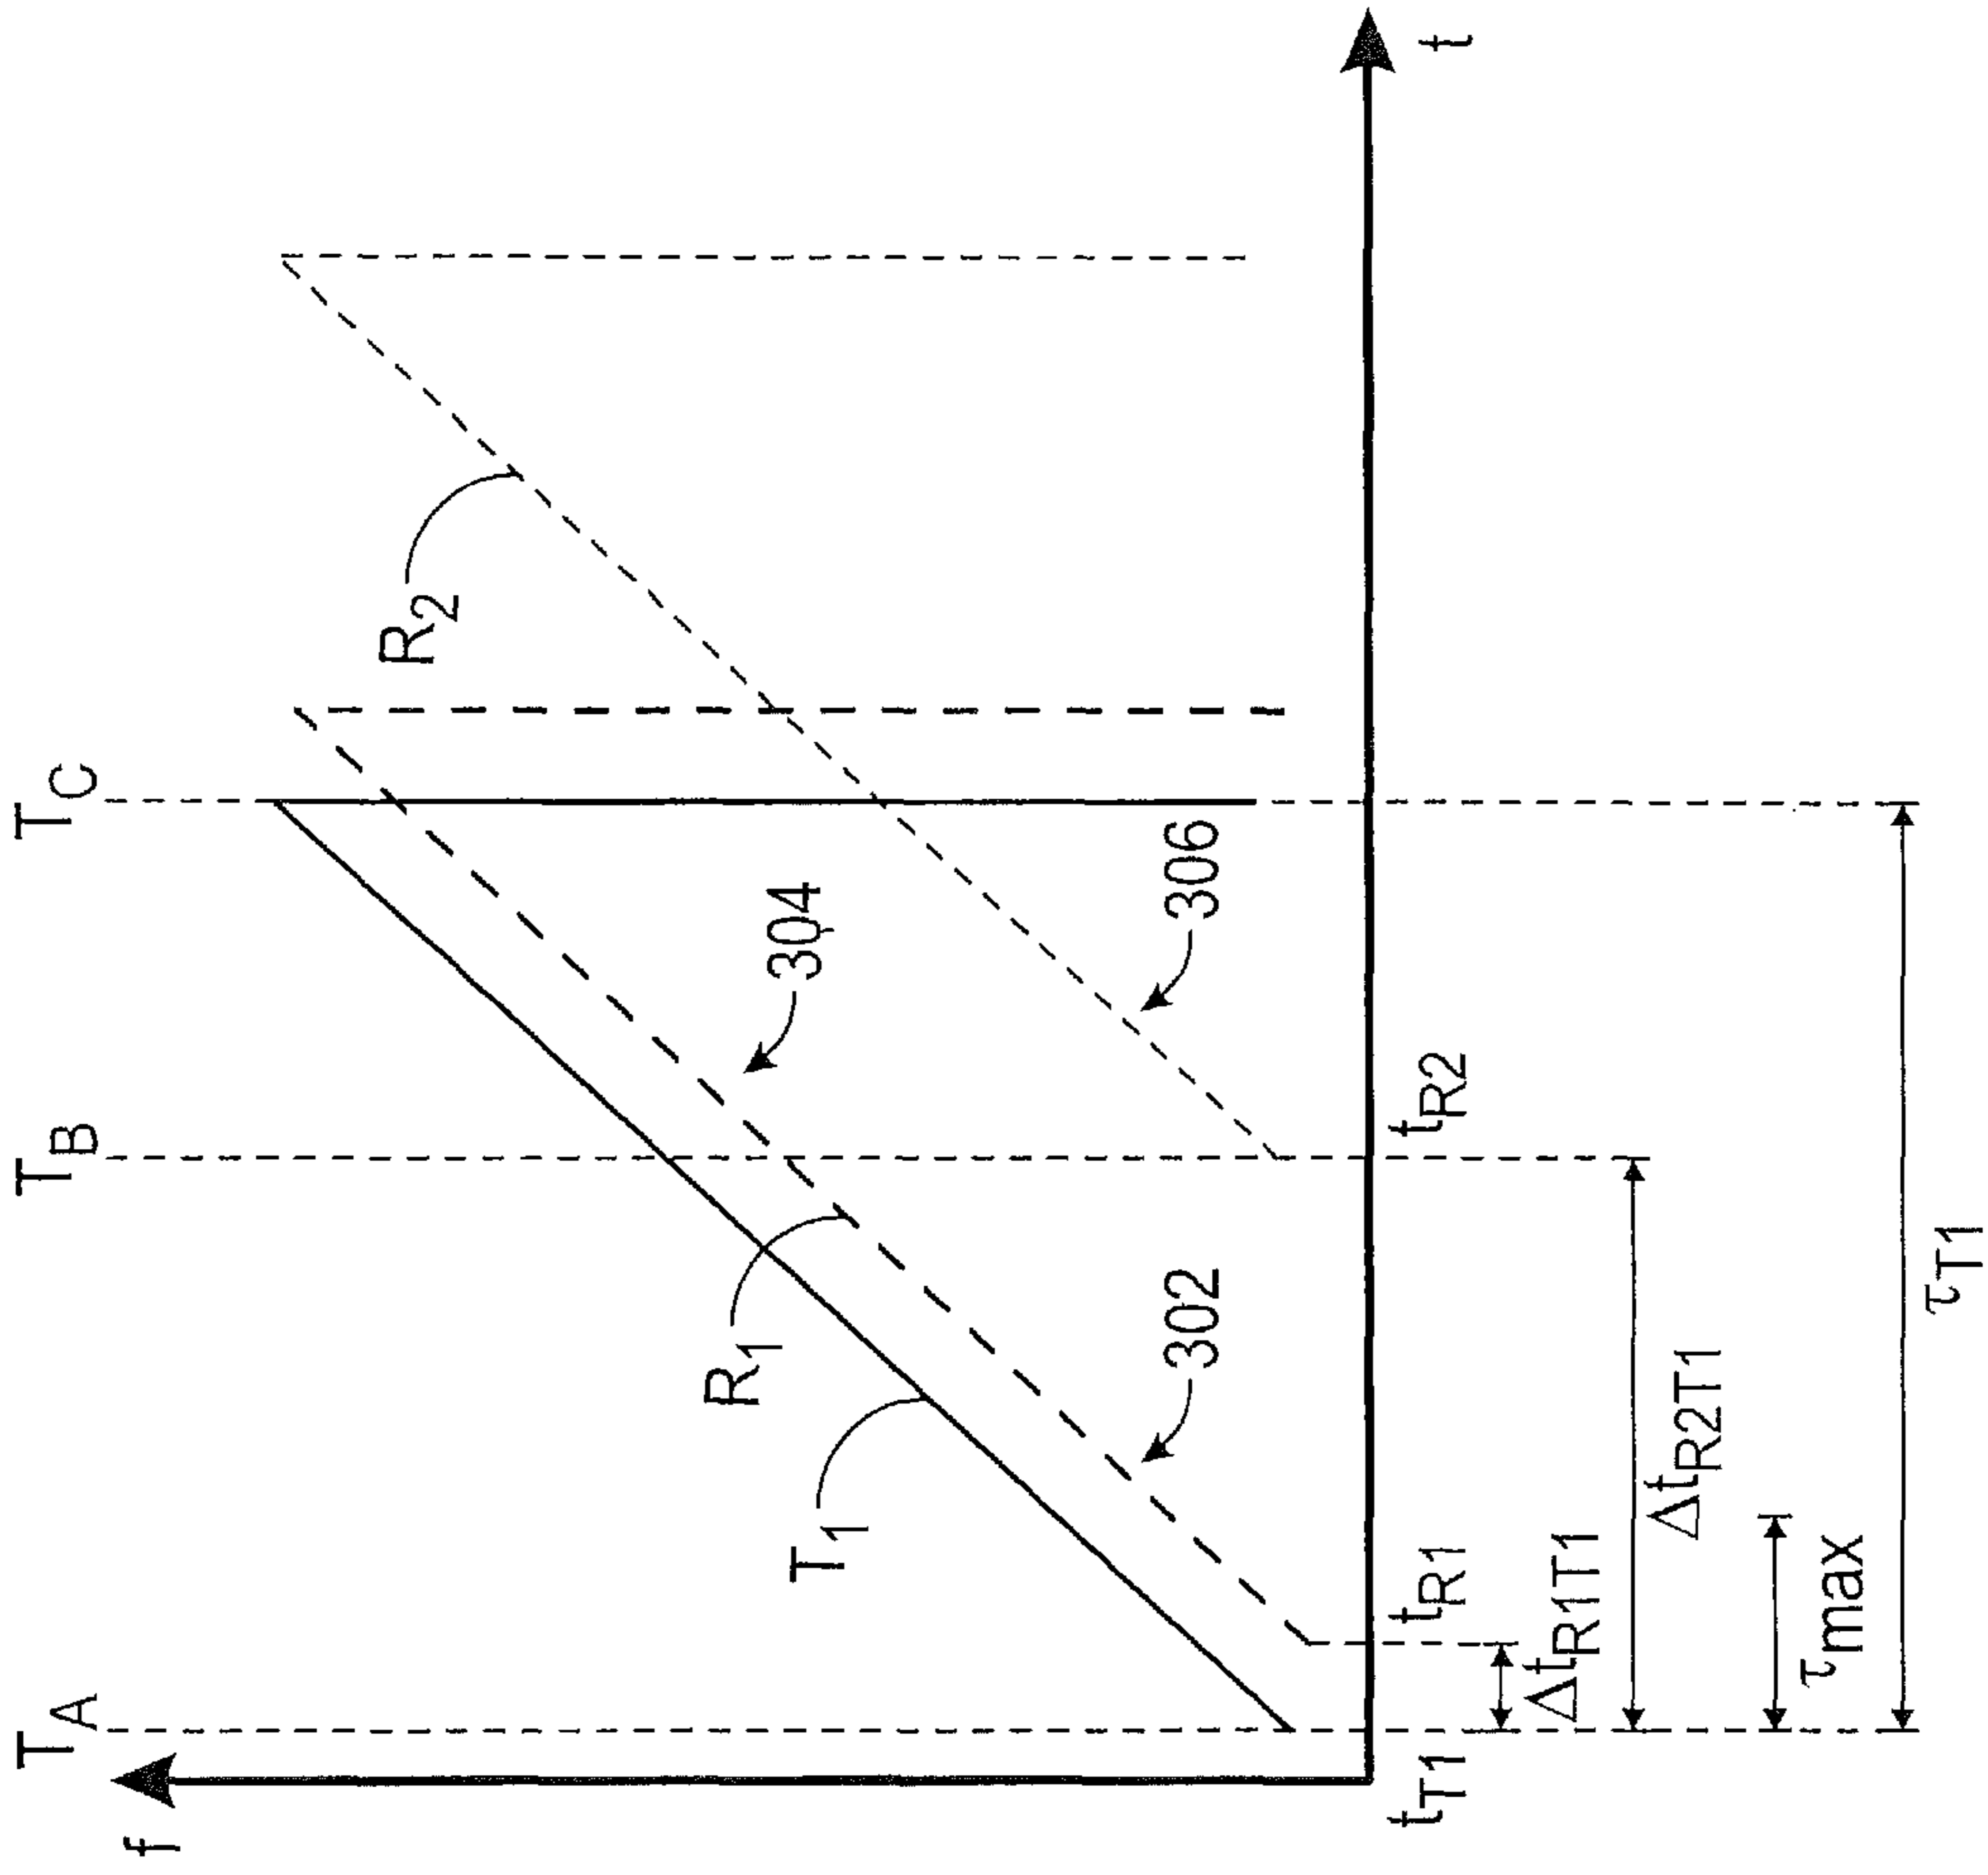 f
T_A
T_B
T_C
R_2
304
R_1
T_1
302
306
t
t_T1
t_R1
t_R2
Δt_R1T1
Δt_R2T1
τ_max
τ_T1